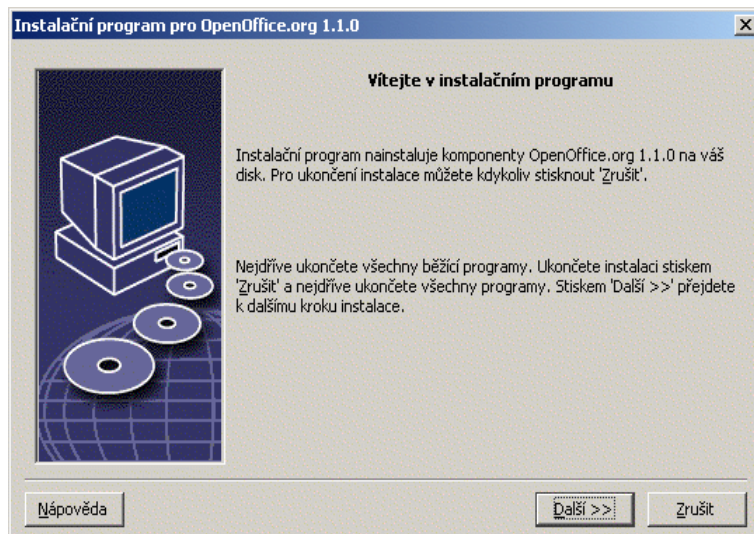 Instalační program pro OpenOffice.org 1.1.0
Vítejte v instalačním programu
Instalační program nainstaluje komponenty OpenOffice.org 1.1.0 na váš
disk. Pro ukončení instalace můžete kdykoliv stisknout 'Zrušit'.
Nejdříve ukončete všechny běžící programy. Ukončete instalaci stiskem
'Zrušit' a nejdříve ukončete všechny programy. Stiskem 'Další >>' přejdete
k dalšímu kroku instalace.
Nápověda
Další >>
Zrušit